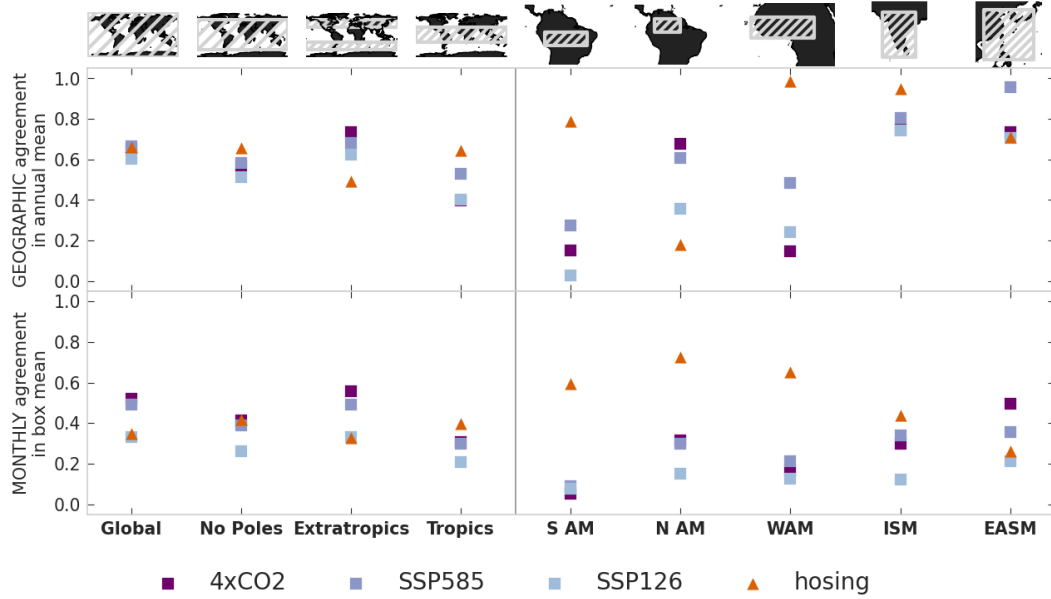 GEOGRAPHIC agreement
in annual mean
1.0
0.8
0.6
0.4
0.2
0.0
MONTHLY agreement
in box mean
1.0
0.8
0.6
0.4
0.2
0.0
Global No Poles Extratropics Tropics S AM N AM WAM ISM EASM
4xCO2 SSP585 SSP126 hosing